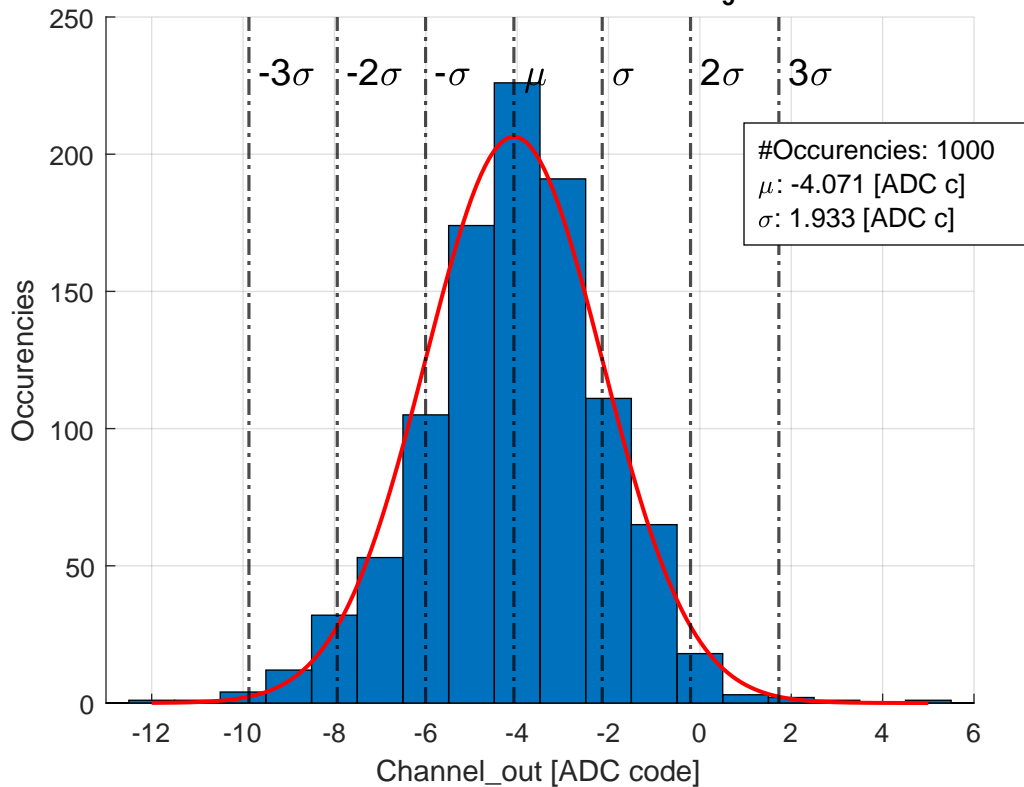 250
-3σ -2σ -σ μ σ 2σ 3σ
#Occurencies: 1000
μ: -4.071 [ADC c]
σ: 1.933 [ADC c]
200
150
100
50
0
Occurencies
-12 -10 -8 -6 -4 -2 0 2 4 6
Channel_out [ADC code]